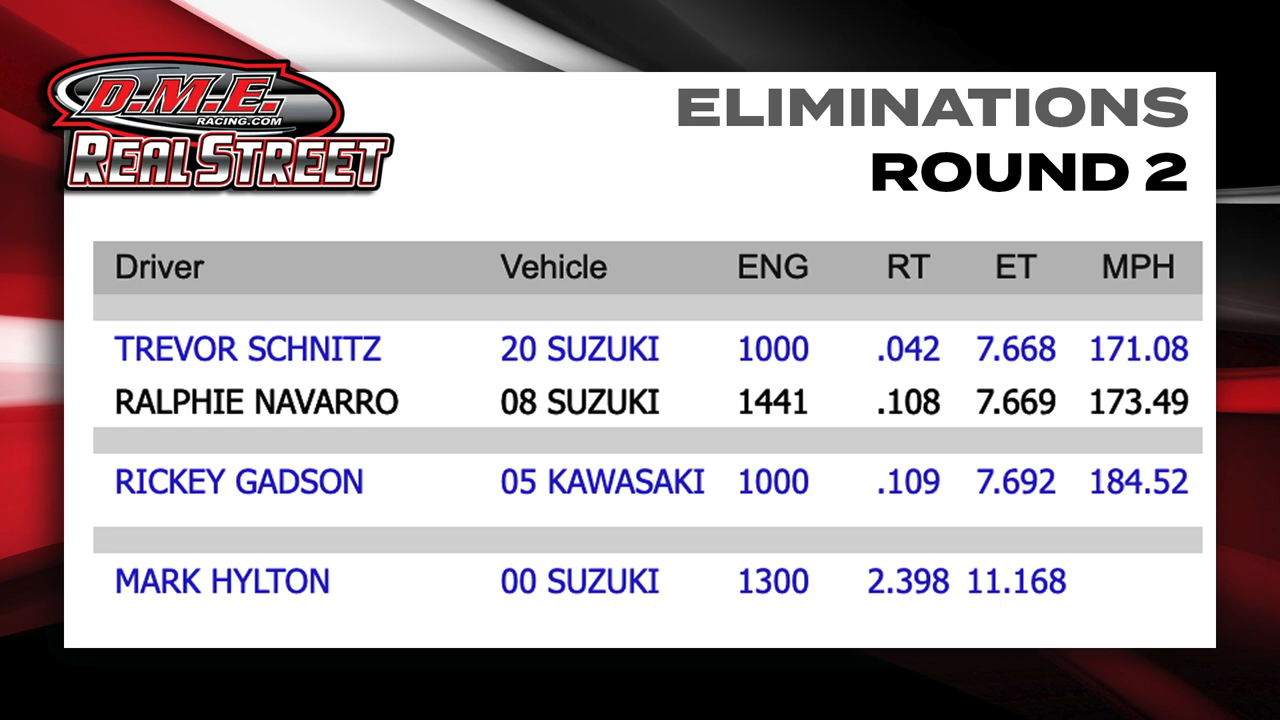 D.M.E.
RACING.COM
REAL STREET
ELIMINATIONS
ROUND 2
Driver Vehicle ENG RT ET MPH
TREVOR SCHNITZ 20 SUZUKI 1000 .042 7.668 171.08
RALPHIE NAVARRO 08 SUZUKI 1441 .108 7.669 173.49
RICKEY GADSON 05 KAWASAKI 1000 .109 7.692 184.52
MARK HYLTON 00 SUZUKI 1300 2.398 11.168